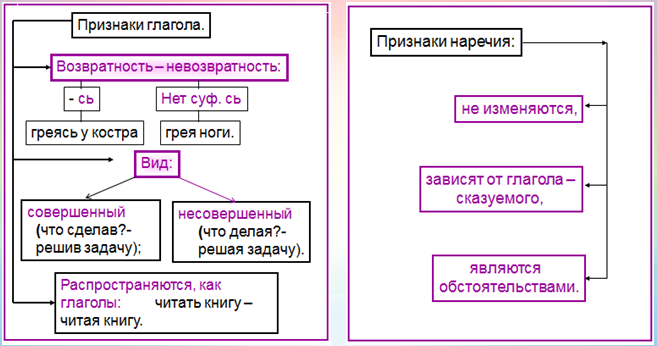 Признаки глагола.
Возвратность – невозвратность:
- сь
Нет суф. сь
греясь у костра
грея ноги.
Вид:
совершенный
(что сделав?-
решив задачу);
несовершенный
(что делая?-
решая задачу).
Распространяются, как
глаголы: читать книгу –
читая книгу.
Признаки наречия:
не изменяются,
зависят от глагола –
сказуемого,
являются
обстоятельствами.